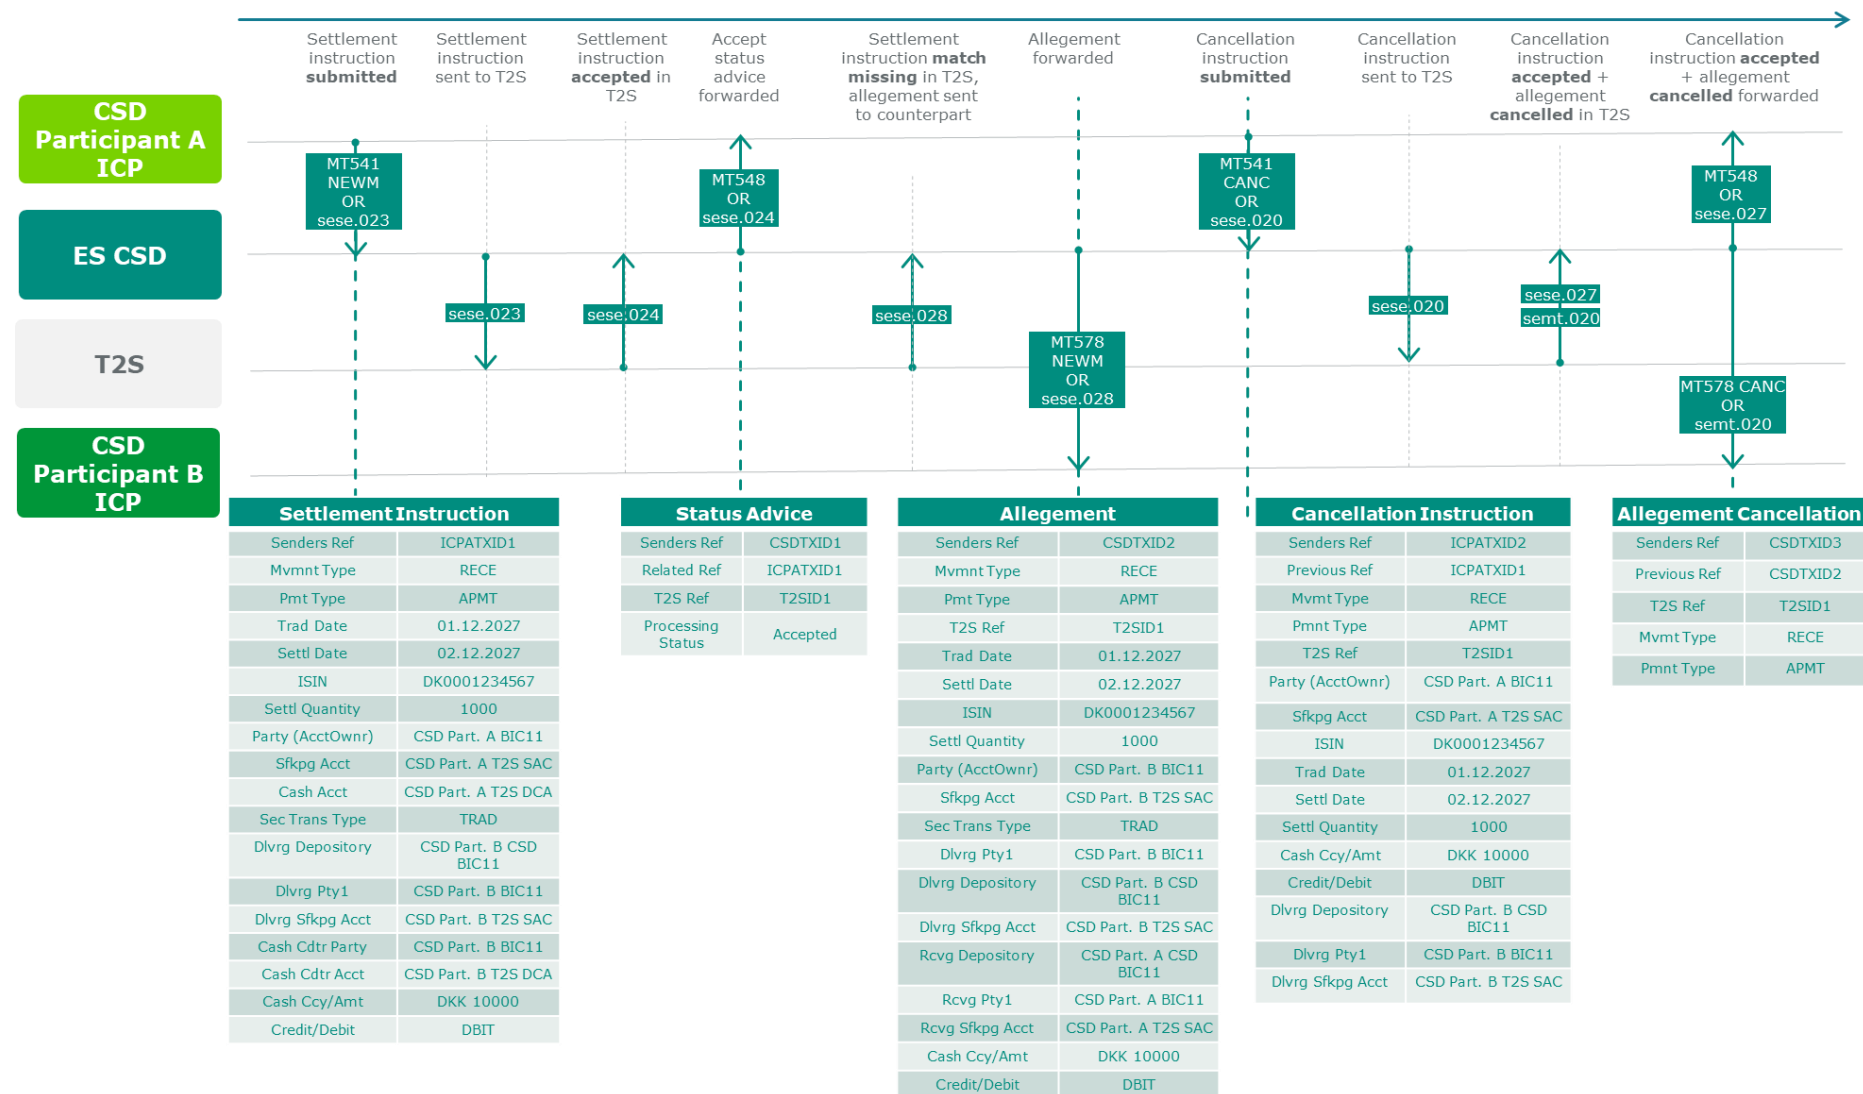 Settlement
instruction
submitted
Settlement
instruction
sent to T2S
Settlement
instruction
accepted in
T2S
Accept
status
advice
forwarded
Settlement
instruction match
missing in T2S,
allegement sent
to counterpart
Allegement
forwarded
Cancellation
instruction
submitted
Cancellation
instruction
sent to T2S
Cancellation
instruction
accepted +
allegement
cancelled in T2S
Cancellation
instruction accepted
+ allegement
cancelled forwarded
CSD
Participant A
ICP
ES CSD
T2S
CSD
Participant B
ICP
MT541
NEWM
OR
sese.023
sese.023
sese.024
MT548
OR
sese.024
sese.028
MT578
NEWM
OR
sese.028
MT541
CANC
OR
sese.020
sese.020
sese.027
semt.020
MT548
OR
sese.027
MT578 CANC
OR
semt.020
Settlement Instruction
Senders Ref ICPATXID1
Mvmnt Type RECE
Pmt Type APMT
Trad Date 01.12.2027
Settl Date 02.12.2027
ISIN DK0001234567
Settl Quantity 1000
Party (AcctOwnr) CSD Part. A BIC11
Sfkpg Acct CSD Part. A T2S SAC
Cash Acct CSD Part. A T2S DCA
Sec Trans Type TRAD
Dlvrg Depository CSD Part. B CSD
BIC11
Dlvrg Pty1 CSD Part. B BIC11
Dlvrg Sfkpg Acct CSD Part. B T2S SAC
Cash Cdtr Party CSD Part. B BIC11
Cash Cdtr Acct CSD Part. B T2S DCA
Cash Ccy/Amt DKK 10000
Credit/Debit DBIT
Status Advice
Senders Ref CSDTXID1
Related Ref ICPATXID1
T2S Ref T2SID1
Processing
Status Accepted
Allegement
Senders Ref CSDTXID2
Mvmnt Type RECE
Pmt Type APMT
T2S Ref T2SID1
Trad Date 01.12.2027
Settl Date 02.12.2027
ISIN DK0001234567
Settl Quantity 1000
Party (AcctOwnr) CSD Part. B BIC11
Sfkpg Acct CSD Part. B T2S SAC
Sec Trans Type TRAD
Dlvrg Pty1 CSD Part. B BIC11
Dlvrg Depository CSD Part. B CSD
BIC11
Dlvrg Sfkpg Acct CSD Part. B T2S SAC
Rcvg Depository CSD Part. A CSD
BIC11
Rcvg Pty1 CSD Part. A BIC11
Rcvg Sfkpg Acct CSD Part. A T2S SAC
Cash Ccy/Amt DKK 10000
Credit/Debit DBIT
Cancellation Instruction
Senders Ref ICPATXID2
Previous Ref ICPATXID1
Mvmt Type RECE
Pmnt Type APMT
T2S Ref T2SID1
Party (AcctOwnr) CSD Part. A BIC11
Sfkpg Acct CSD Part. A T2S SAC
ISIN DK0001234567
Trad Date 01.12.2027
Settl Date 02.12.2027
Settl Quantity 1000
Cash Ccy/Amt DKK 10000
Credit/Debit DBIT
Dlvrg Depository CSD Part. B CSD
BIC11
Dlvrg Pty1 CSD Part. B BIC11
Dlvrg Sfkpg Acct CSD Part. B T2S SAC
Allegement Cancellation
Senders Ref CSDTXID3
Previous Ref CSDTXID2
T2S Ref T2SID1
Mvmt Type RECE
Pmnt Type APMT